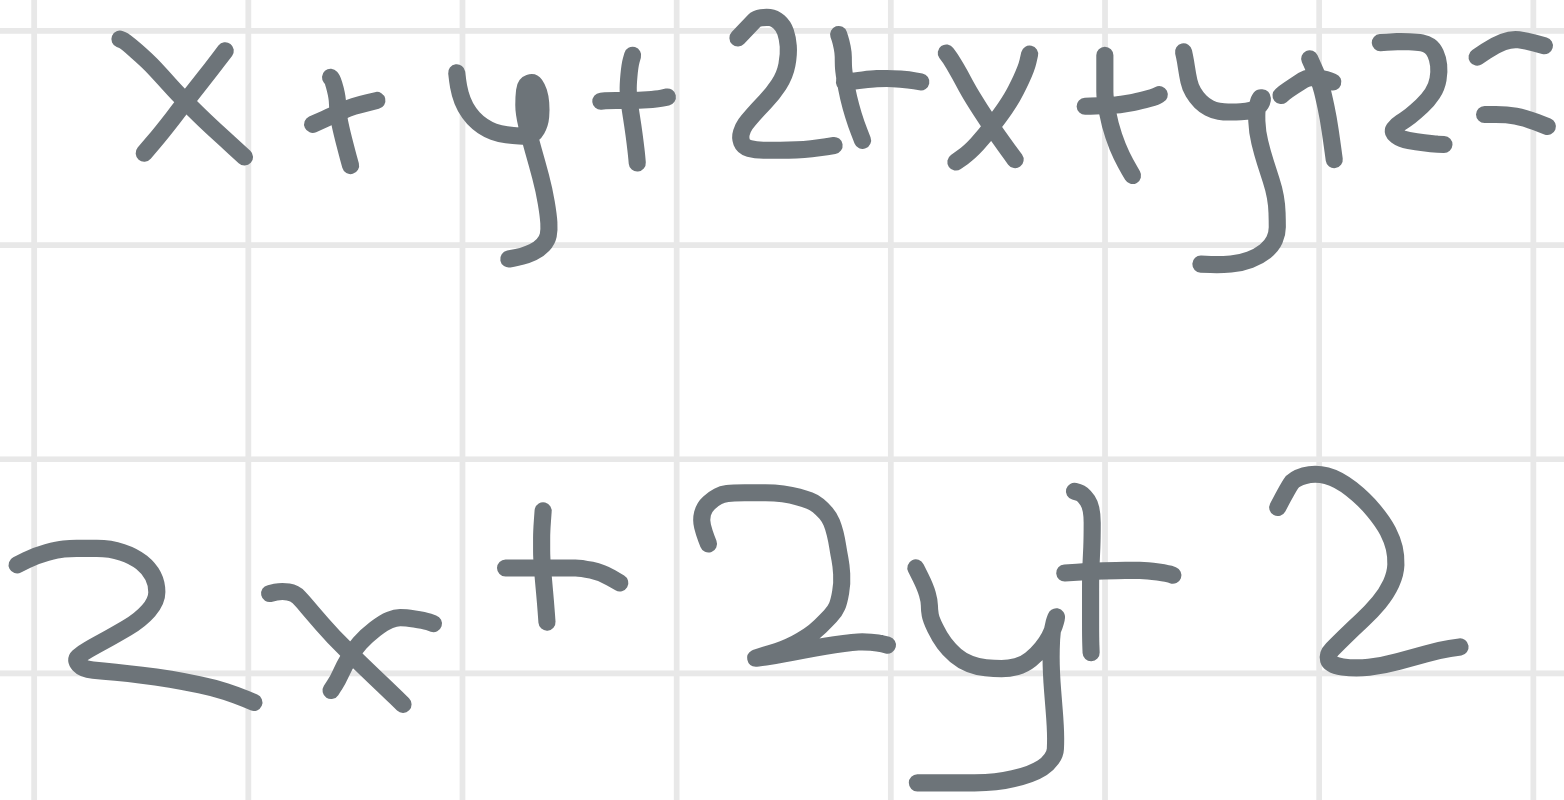 x + y + 2 + x + y + 2 =
2x + 2y + 2